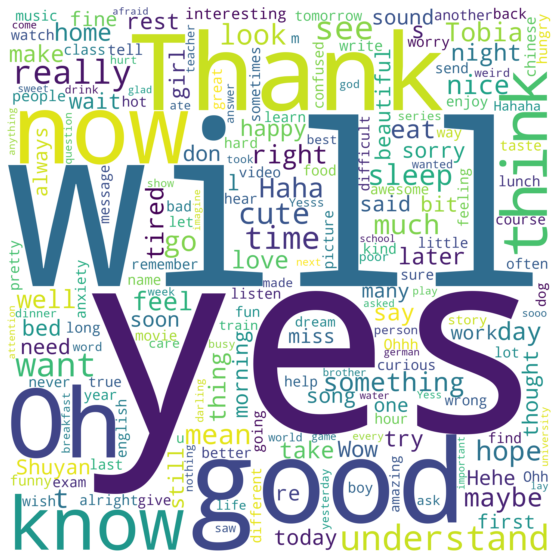 music fine afraid rest interesting tomorrow another back
come watch home class tell sound m write worry Tobia chinese hungry
make people girl look see s night
really wait hot ate sometimes great confused send weird Hahaha
sweet drink answer god nice
Thank
anything hurt teacher glad learn series enjoy way
question always now happy hard best difficult beautiful eat taste
message don right took wanted sorry lunch
will
think
l video food feeling
tired Haha hear awesome sleep course
show bad cute picture said bit often
let go time school kind poor much little
imagine remember next Yesss later sure dog
pretty anxiety name love made listen many
yes
well feel week fun asked play story sooo
dinner movie train dream person Ohhh
bed long soon care busy miss german say workday lot
attention want need word thing brother curious thought
never true darling help water something wrong
Oh
year morning song one hour find
breakfast english mean going world game every try university
good
Shuyan last u better take Wow important hope
funny exam still nothing different yesterday amazing Hehe Ohh
wish t alright give life re boy ask maybe first lay
know saw today understand